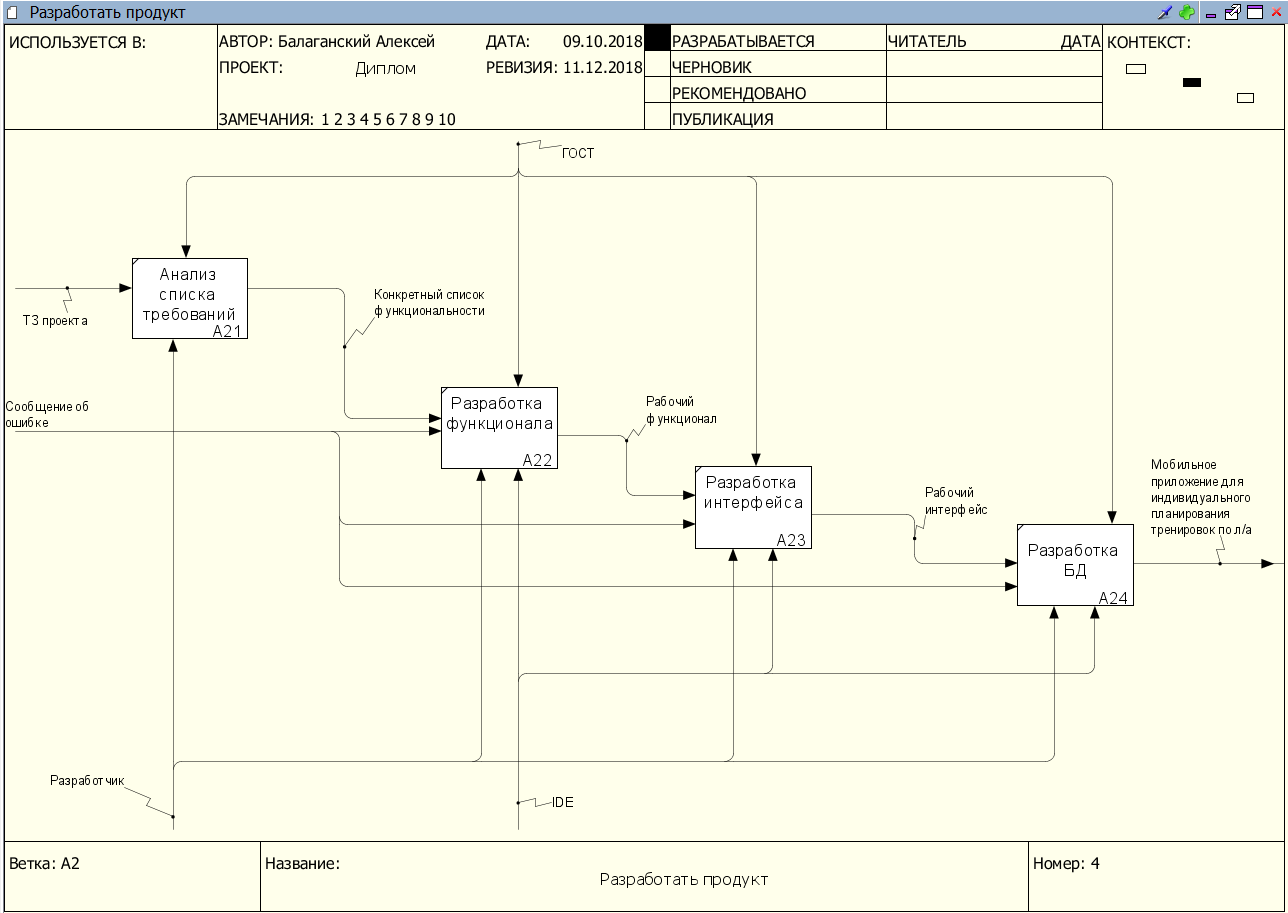 Разработать продукт
ИСПОЛЬЗУЕТСЯ В:
АВТОР: Балаганский Алексей
ДАТА: 09.10.2018
ПРОЕКТ: Диплом
РЕВИЗИЯ: 11.12.2018
ЗАМЕЧАНИЯ: 1 2 3 4 5 6 7 8 9 10
РАЗРАБАТЫВАЕТСЯ
ЧЕРНОВИК
РЕКОМЕНДОВАНО
ПУБЛИКАЦИЯ
ЧИТАТЕЛЬ
ДАТА
КОНТЕКСТ:
ГОСТ
Анализ
списка
требований
A21
ТЗ проекта
Конкретный список
функциональности
Сообщение об
ошибке
Разработка
функционала
A22
Рабочий
функционал
Разработка
интерфейса
A23
Рабочий
интерфейс
Мобильное
приложение для
индивидуального
планирования
тренировок по л/а
Разработка
БД
A24
Разработчик
IDE
Ветка: A2
Название:
Разработать продукт
Номер: 4